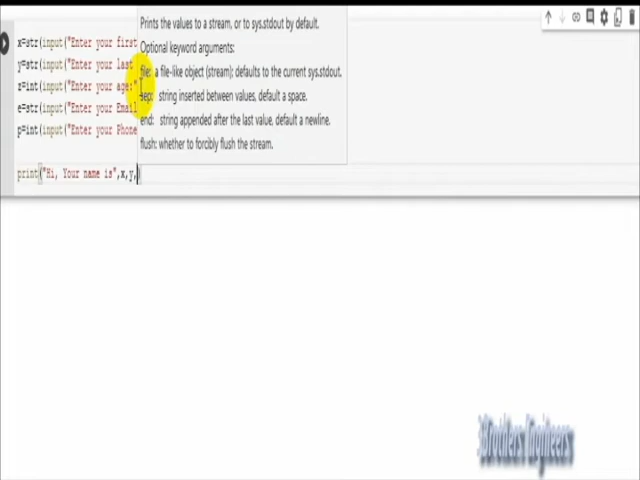 Prints the values to a stream, or to sys.stdout by default.
Optional keyword arguments:
file: a file-like object (stream); defaults to the current sys.stdout.
sep: string inserted between values, default a space.
end: string appended after the last value, default a newline.
flush: whether to forcibly flush the stream.
x=str(input("Enter your first
y=str(input("Enter your last
z=int(input("Enter your age:"
e=str(input("Enter your Email
p=int(input("Enter your Phone
print("Hi, Your name is",x,y,)
3Brothers Engineers